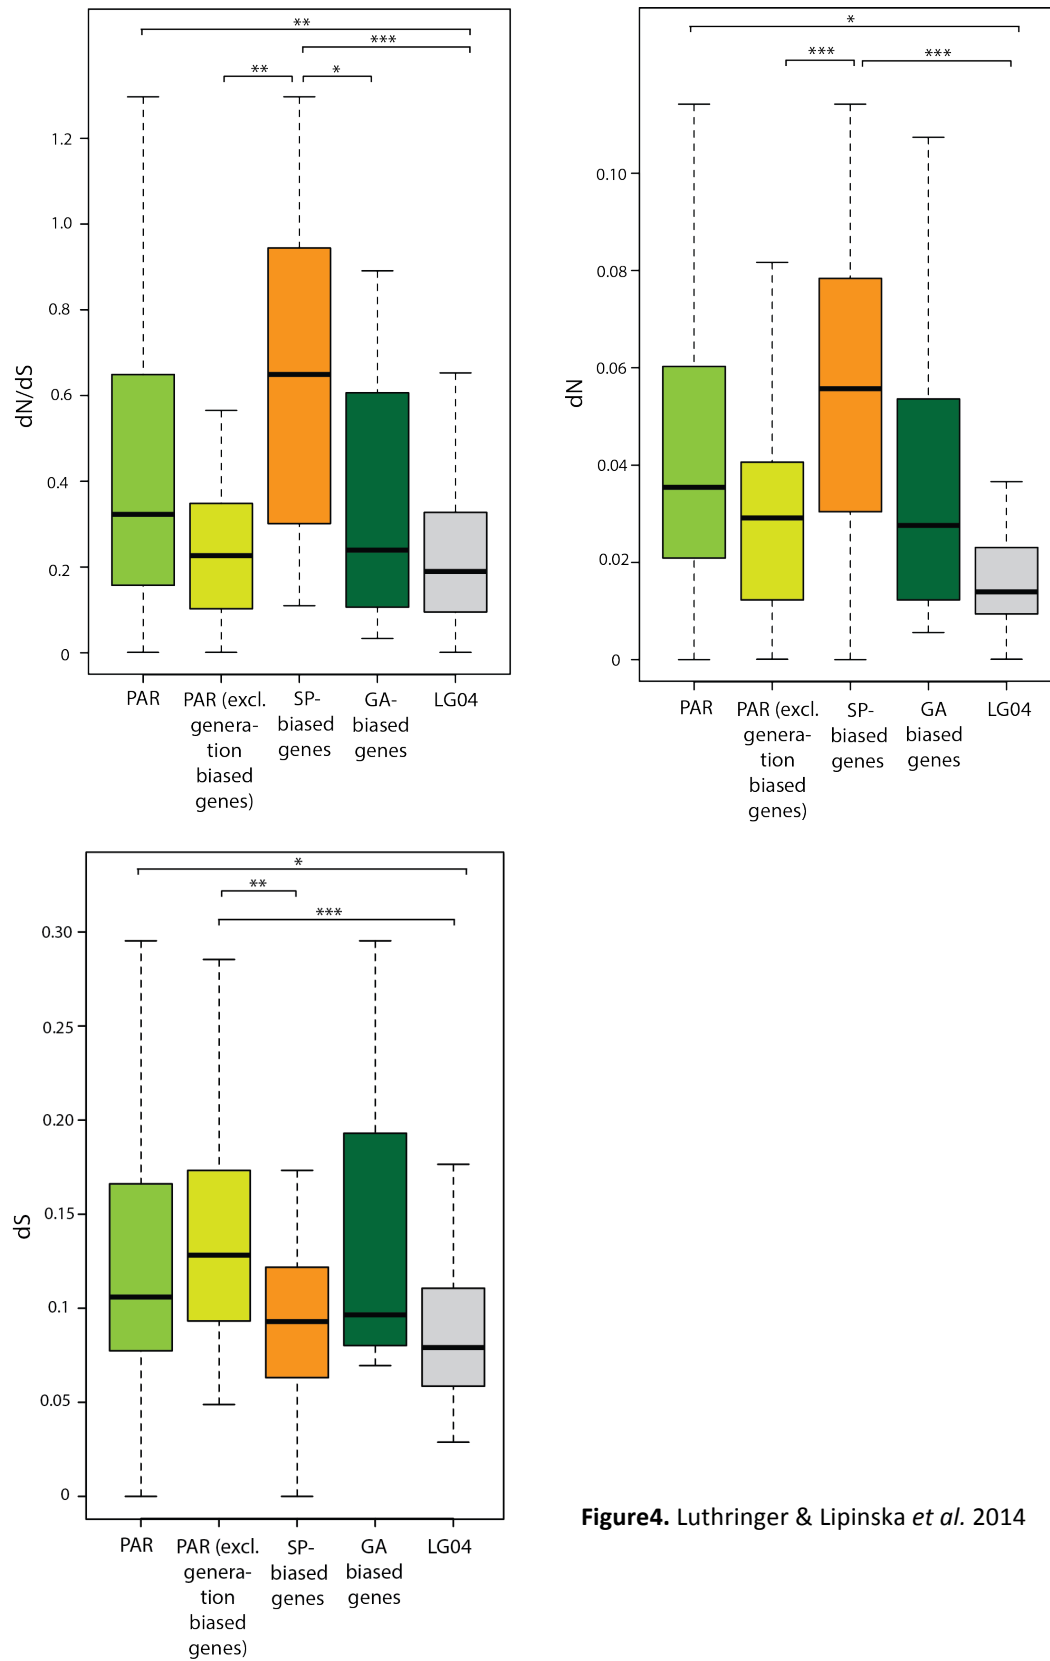 **
***
**
*
1.2
1.0
0.8
0.6
0.4
0.2
0
dN/dS
PAR
PAR (excl.
genera-
tion
biased
genes)
SP-
biased
genes
GA-
biased
genes
LG04
*
***
***
0.10
0.08
0.06
0.04
0.02
0
dN
PAR
PAR (excl.
genera-
tion
biased
genes)
SP-
biased
genes
GA
biased
genes
LG04
*
**
***
0.30
0.25
0.20
0.15
0.1
0.05
0
dS
PAR
PAR (excl.
genera-
tion
biased
genes)
SP-
biased
genes
GA
biased
genes
LG04
Figure4. Luthringer & Lipinska et al. 2014